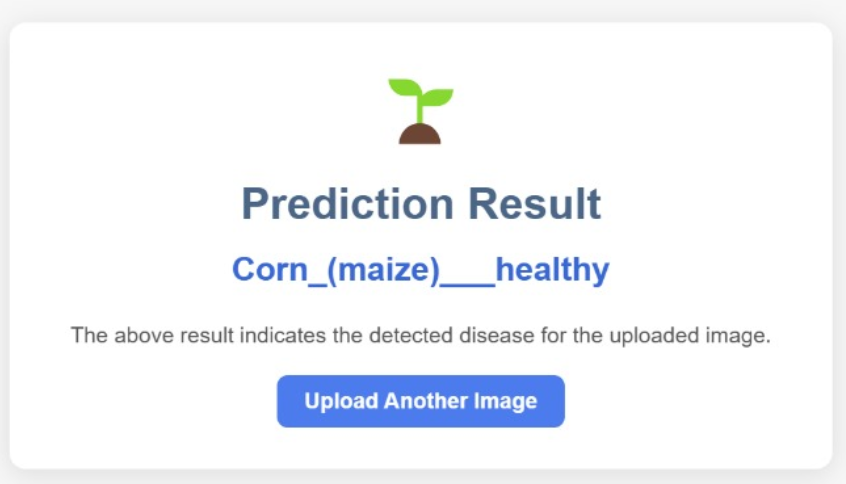 Prediction Result
Corn_(maize)___healthy
The above result indicates the detected disease for the uploaded image.
Upload Another Image